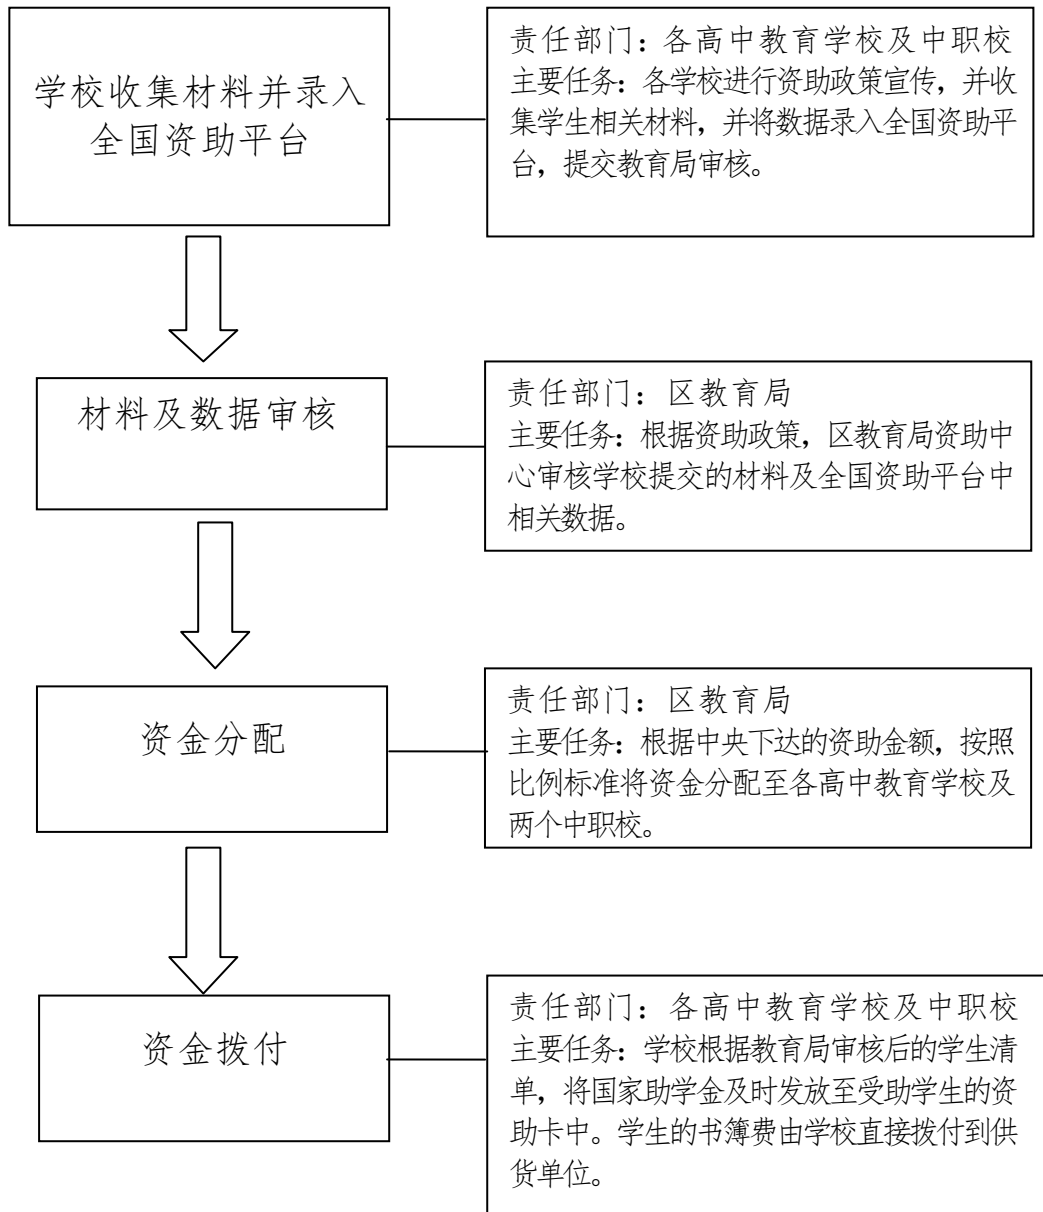 学校收集材料并录入
全国资助平台
责任部门：各高中教育学校及中职校
主要任务：各学校进行资助政策宣传，并收
集学生相关材料，并将数据录入全国资助平
台，提交教育局审核。
材料及数据审核
责任部门：区教育局
主要任务：根据资助政策，区教育局资助中
心审核学校提交的材料及全国资助平台中
相关数据。
资金分配
责任部门：区教育局
主要任务：根据中央下达的资助金额，按照
比例标准将资金分配至各高中教育学校及
两个中职校。
资金拨付
责任部门：各高中教育学校及中职校
主要任务：学校根据教育局审核后的学生清
单，将国家助学金及时发放至受助学生的资
助卡中。学生的书簿费由学校直接拨付到供
货单位。